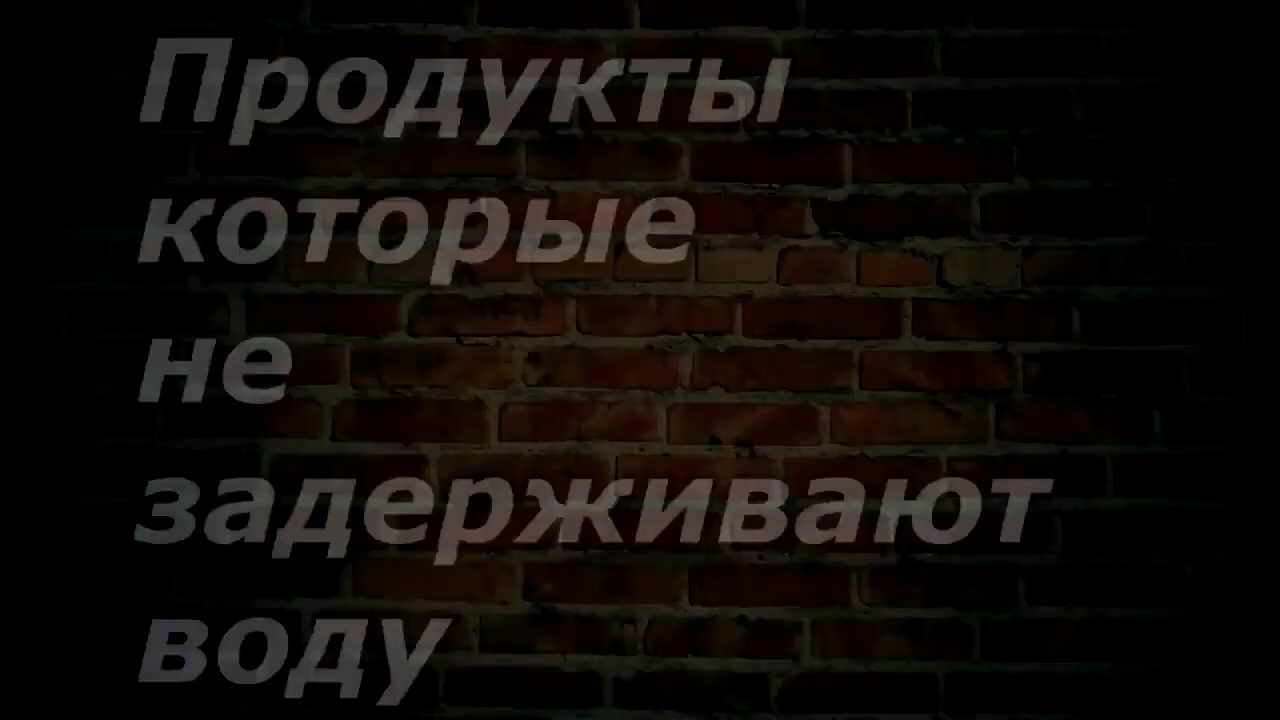 Продукты
которые
не
задерживают
воду